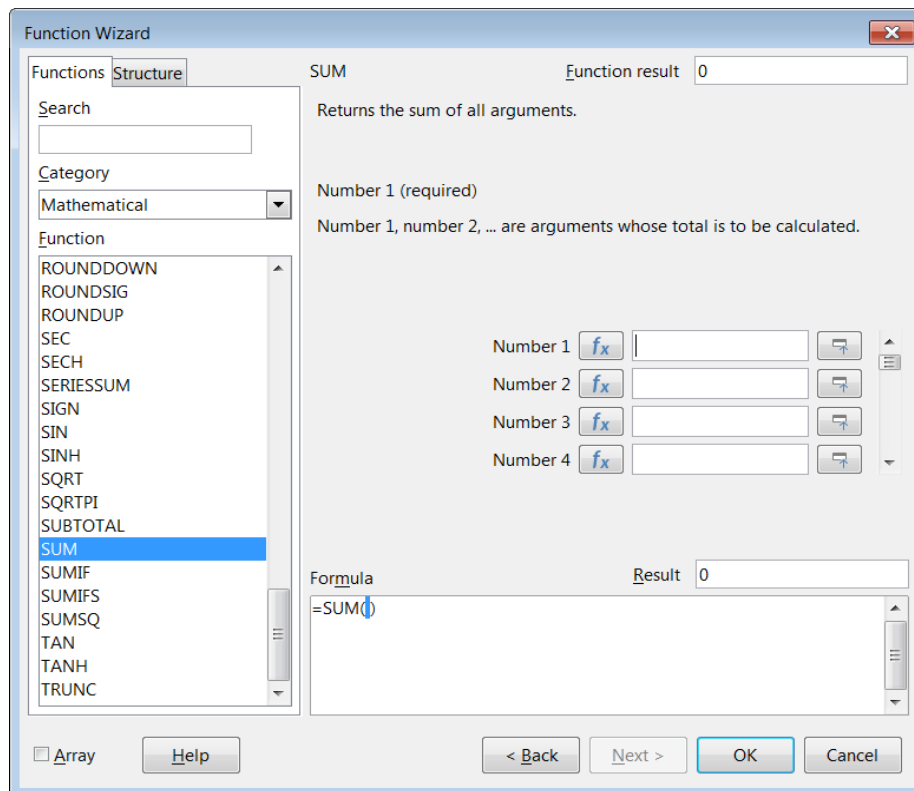 Function Wizard
Functions
Structure
Search
Category
Mathematical
Function
ROUNDDOWN
ROUNDSIG
ROUNDUP
SEC
SECH
SERIESSUM
SIGN
SIN
SINH
SQRT
SQRTPI
SUBTOTAL
SUM
SUMIF
SUMIFS
SUMSQ
TAN
TANH
TRUNC
SUM
Function result 0
Returns the sum of all arguments.
Number 1 (required)
Number 1, number 2, ... are arguments whose total is to be calculated.
Number 1 fx
Number 2 fx
Number 3 fx
Number 4 fx
Formula
Result 0
=SUM()
Array
Help
< Back
Next >
OK
Cancel